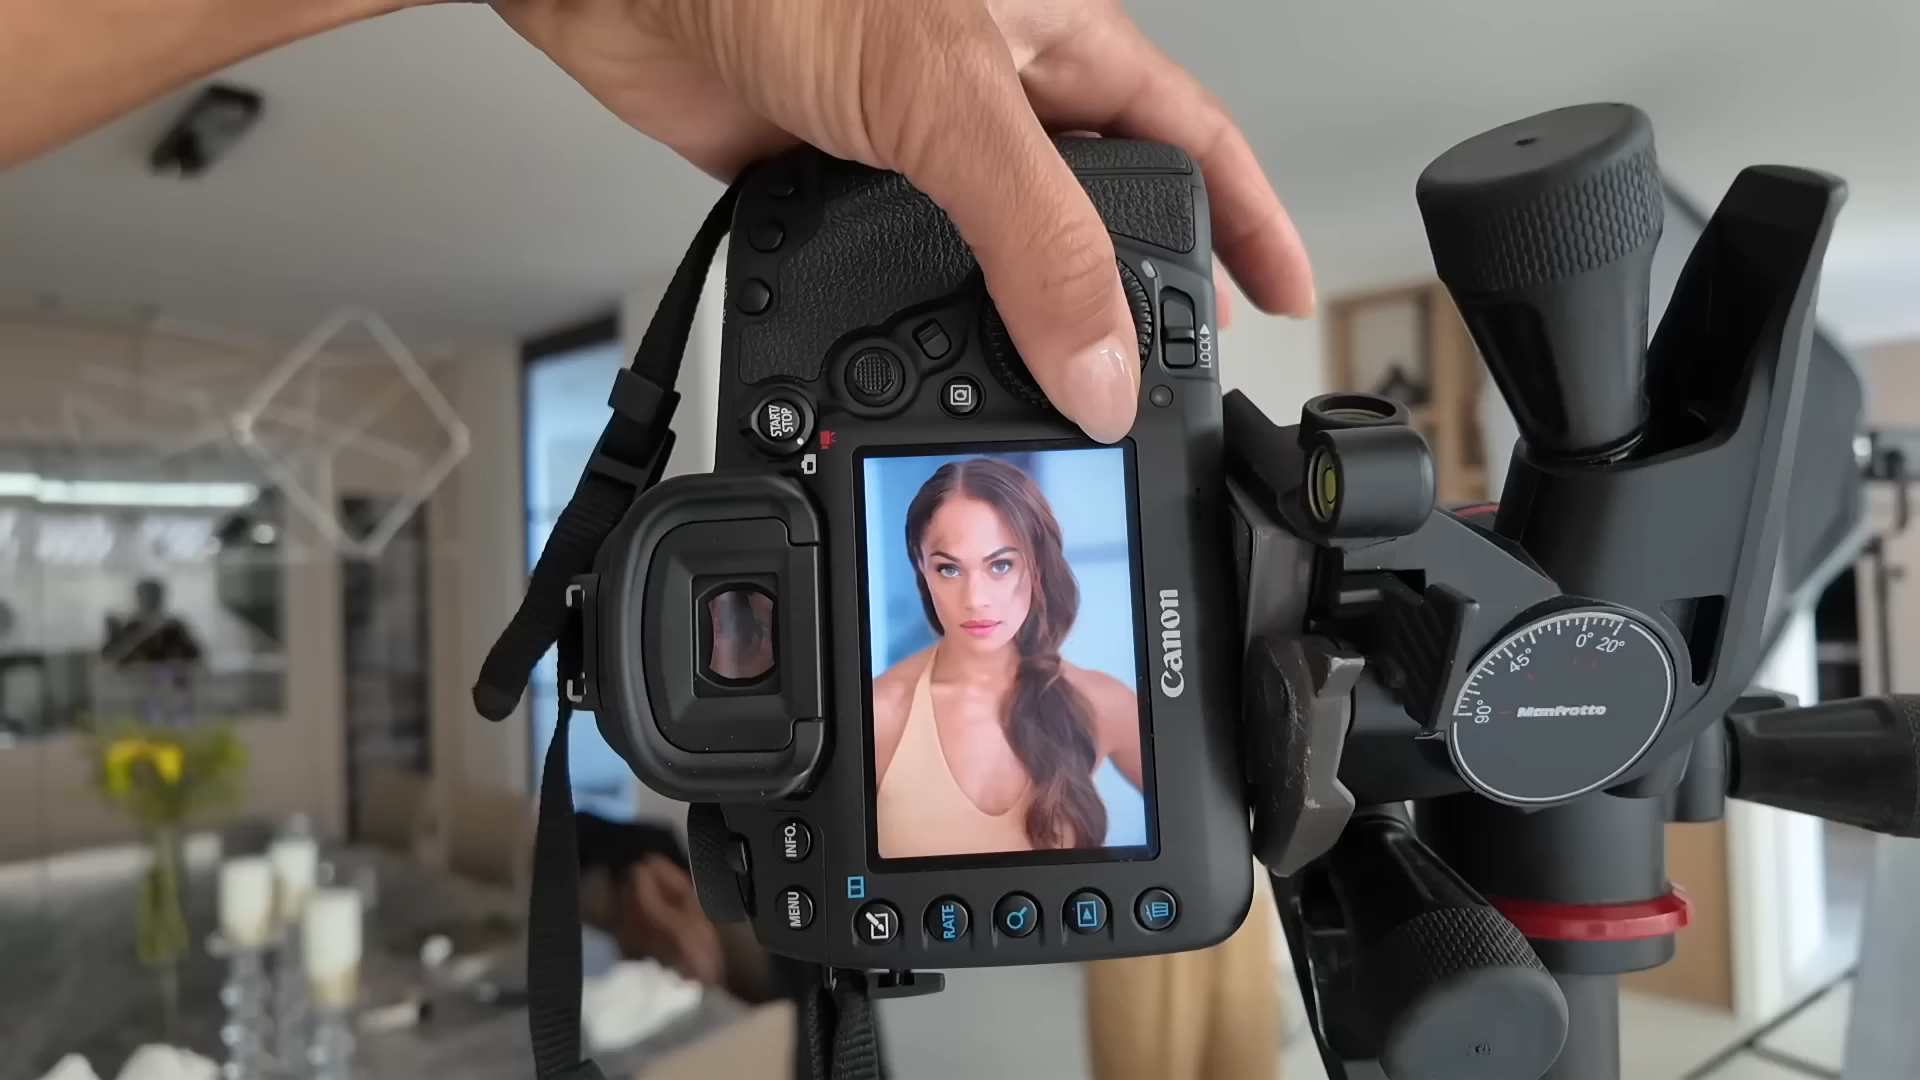 LOCK
Q
START/
STOP
Canon
INFO.
MENU
RATE
0° 20°
45°
90°
Manfrotto